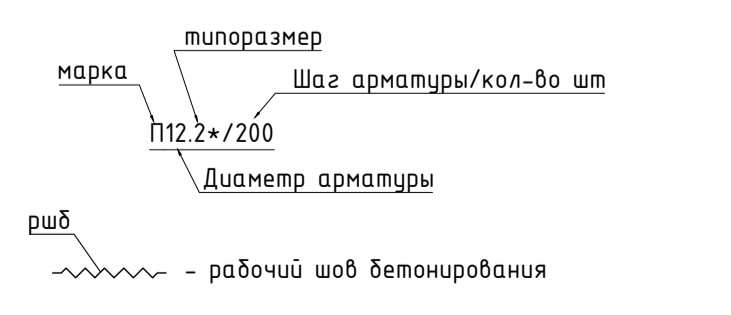 типоразмер
марка
Шаг арматуры/кол-во шт
П12.2*/200
Диаметр арматуры
ршб
- рабочий шов бетонирования